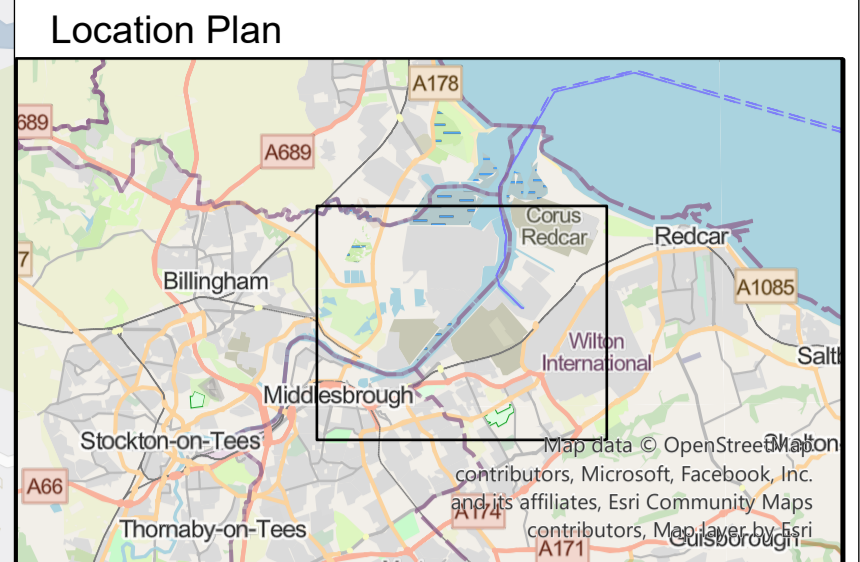 Location Plan
A178
689
A689
Corus
Redcar
Redcar
7
Billingham
A1085
Wilton
International
Middlesbrough
Stockton-on-Tees
Map data © OpenStreetMap
contributors, Microsoft, Facebook, Inc.
A66
and its affiliates, Esri Community Maps
A174
Thornaby-on-Tees
contributors, Map layer by Esri
Guisborough
A171